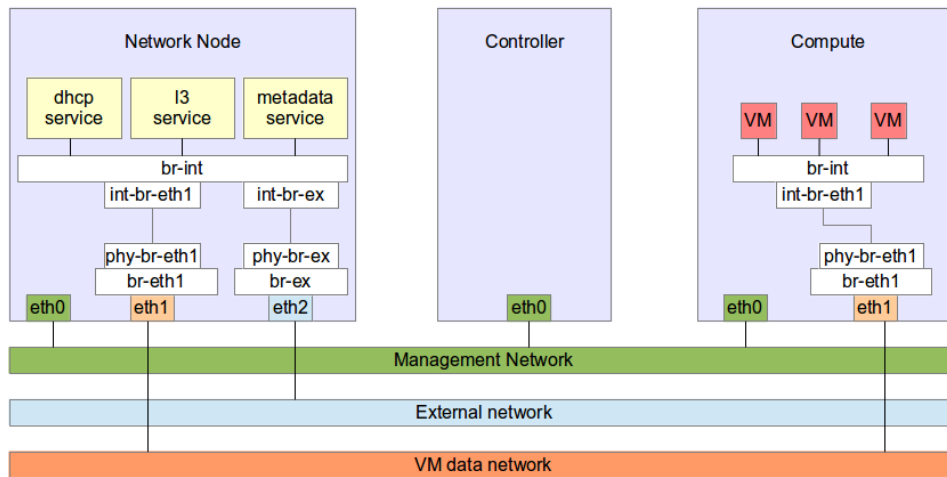 Network Node
Controller
Compute
dhcp
service
l3
service
metadata
service
VM
VM
VM
br-int
br-int
int-br-eth1
int-br-ex
int-br-eth1
phy-br-eth1
phy-br-ex
phy-br-eth1
br-eth1
br-ex
br-eth1
eth0
eth1
eth2
eth0
eth0
eth1
Management Network
External network
VM data network